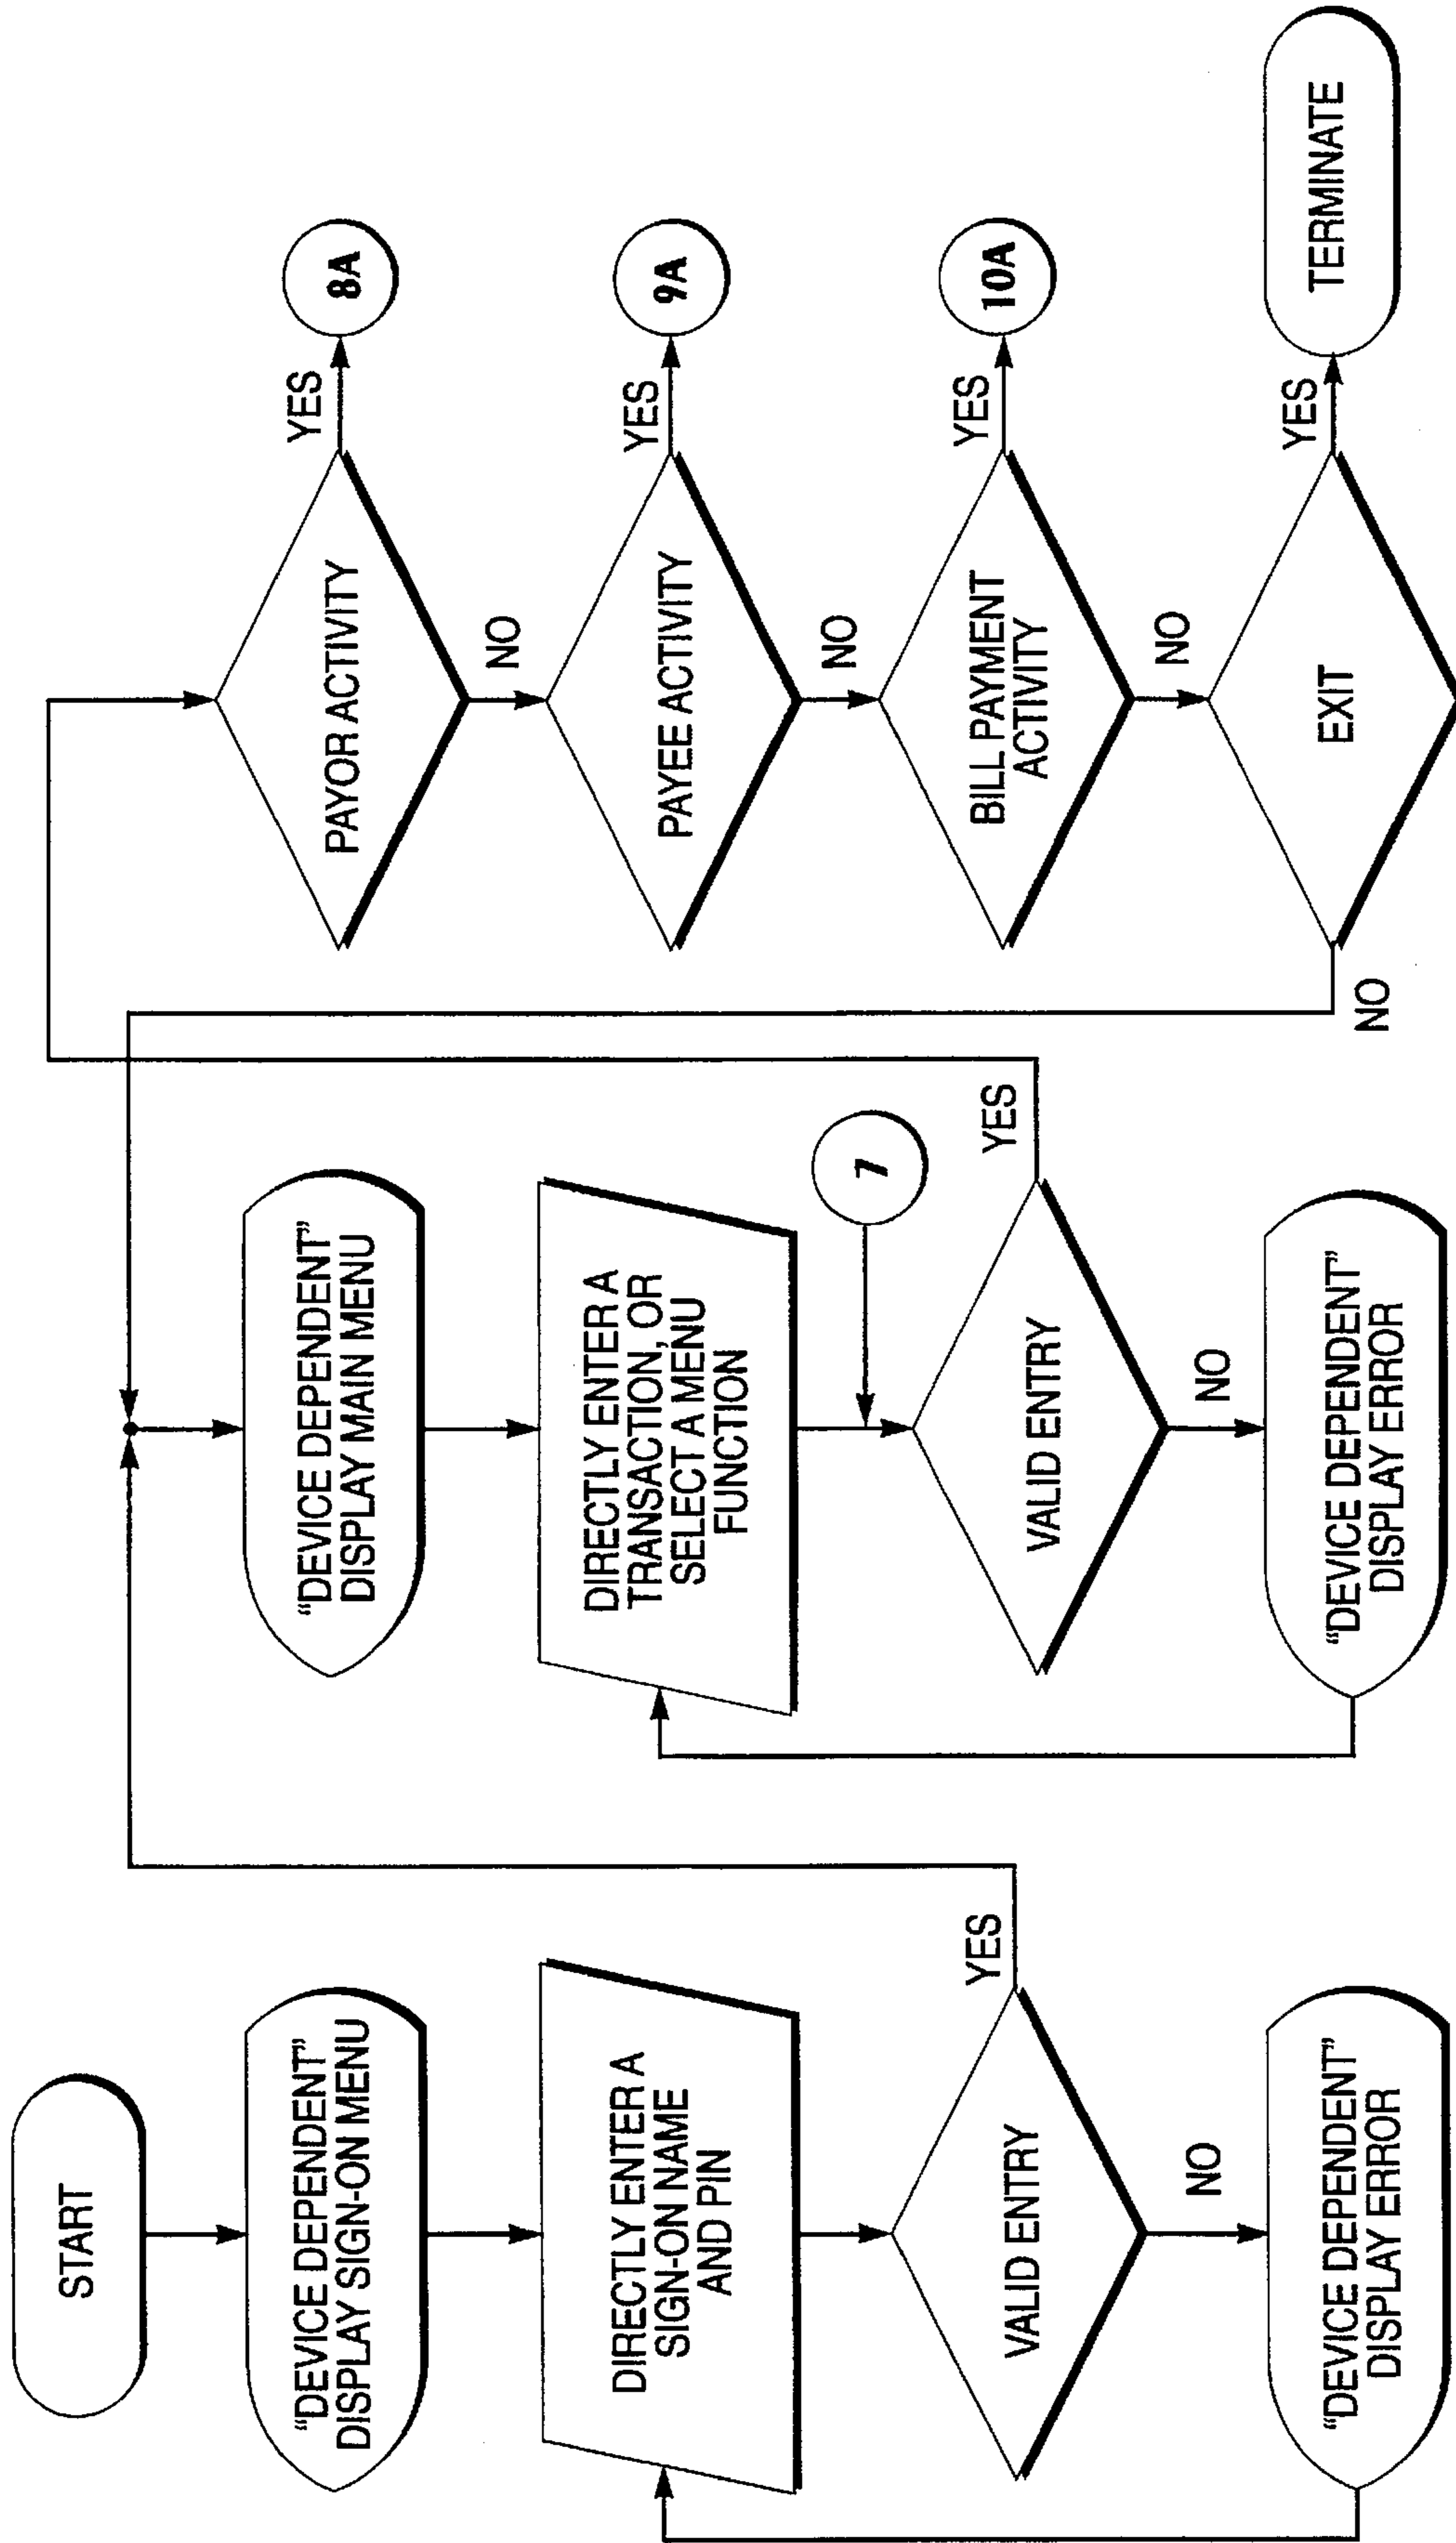 START
“DEVICE DEPENDENT”
DISPLAY SIGN-ON MENU
DIRECTLY ENTER A
SIGN-ON NAME
AND PIN
VALID ENTRY
YES
NO
“DEVICE DEPENDENT”
DISPLAY ERROR
“DEVICE DEPENDENT”
DISPLAY MAIN MENU
DIRECTLY ENTER A
TRANSACTION, OR
SELECT A MENU
FUNCTION
7
VALID ENTRY
YES
NO
“DEVICE DEPENDENT”
DISPLAY ERROR
PAYOR ACTIVITY
YES
8A
NO
PAYEE ACTIVITY
YES
9A
NO
BILL PAYMENT
ACTIVITY
YES
10A
NO
EXIT
YES
TERMINATE
NO